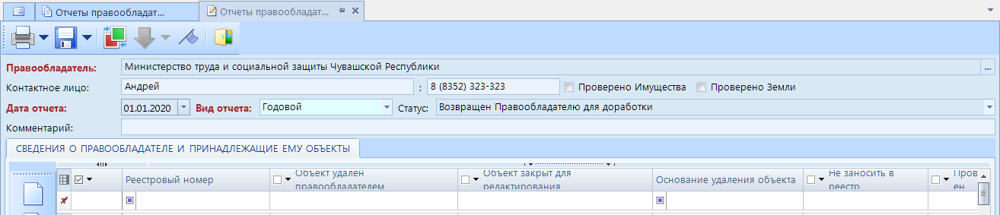 Отчеты правообладат... Отчеты правообладат...
Правообладатель: Министерство труда и социальной защиты Чувашской Республики ...
Контактное лицо: Андрей : 8 (8352) 323-323 Проверено Имущества Проверено Земли
Дата отчета: 01.01.2020 Вид отчета: Годовой Статус: Возвращен Правообладателю для доработки
Комментарий:
СВЕДЕНИЯ О ПРАВООБЛАДАТЕЛЕ И ПРИНАДЛЕЖАЩИЕ ЕМУ ОБЪЕКТЫ
Реестровый номер
Объект удален
правообладателем
Объект закрыт для
редактирования
Основание удаления объекта
Не заносить в
реестр
Пров
ен